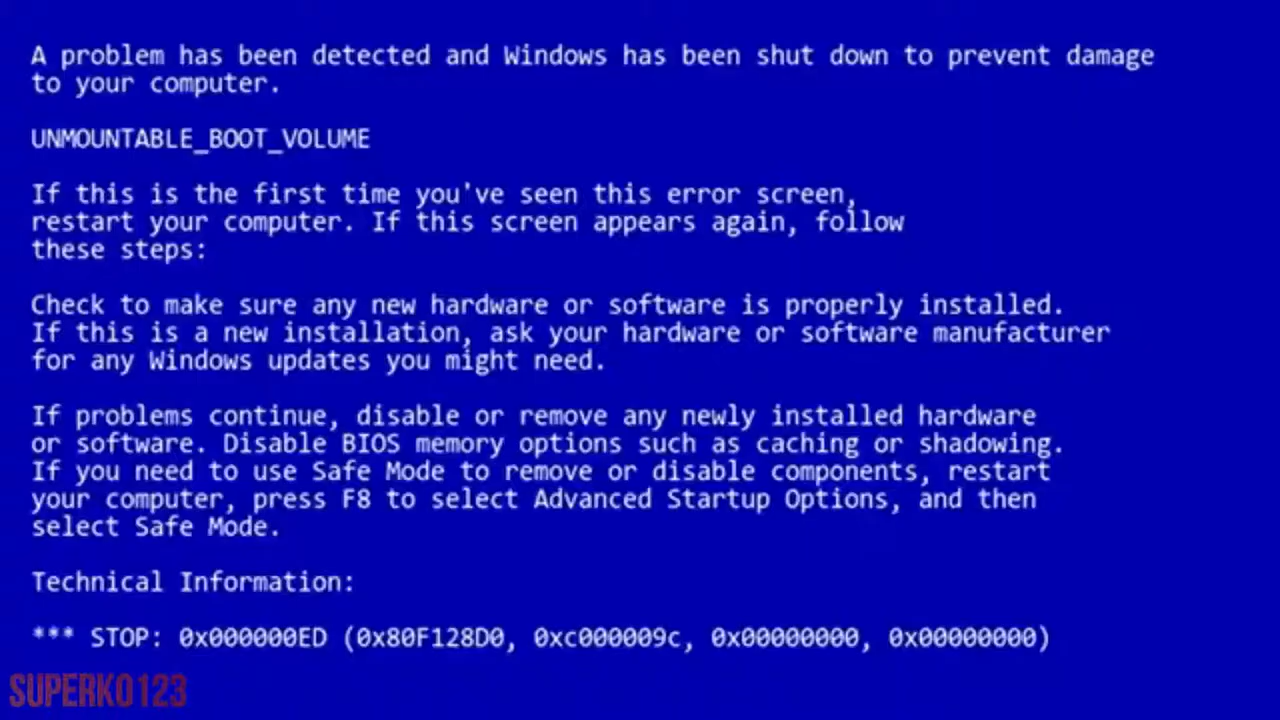 A problem has been detected and Windows has been shut down to prevent damage
to your computer.
UNMOUNTABLE_BOOT_VOLUME
If this is the first time you've seen this error screen,
restart your computer. If this screen appears again, follow
these steps:
Check to make sure any new hardware or software is properly installed.
If this is a new installation, ask your hardware or software manufacturer
for any Windows updates you might need.
If problems continue, disable or remove any newly installed hardware
or software. Disable BIOS memory options such as caching or shadowing.
If you need to use Safe Mode to remove or disable components, restart
your computer, press F8 to select Advanced Startup Options, and then
select Safe Mode.
Technical Information:
*** STOP: 0x000000ED (0x80F128D0, 0xc000009c, 0x00000000, 0x00000000)
SUPERKO123